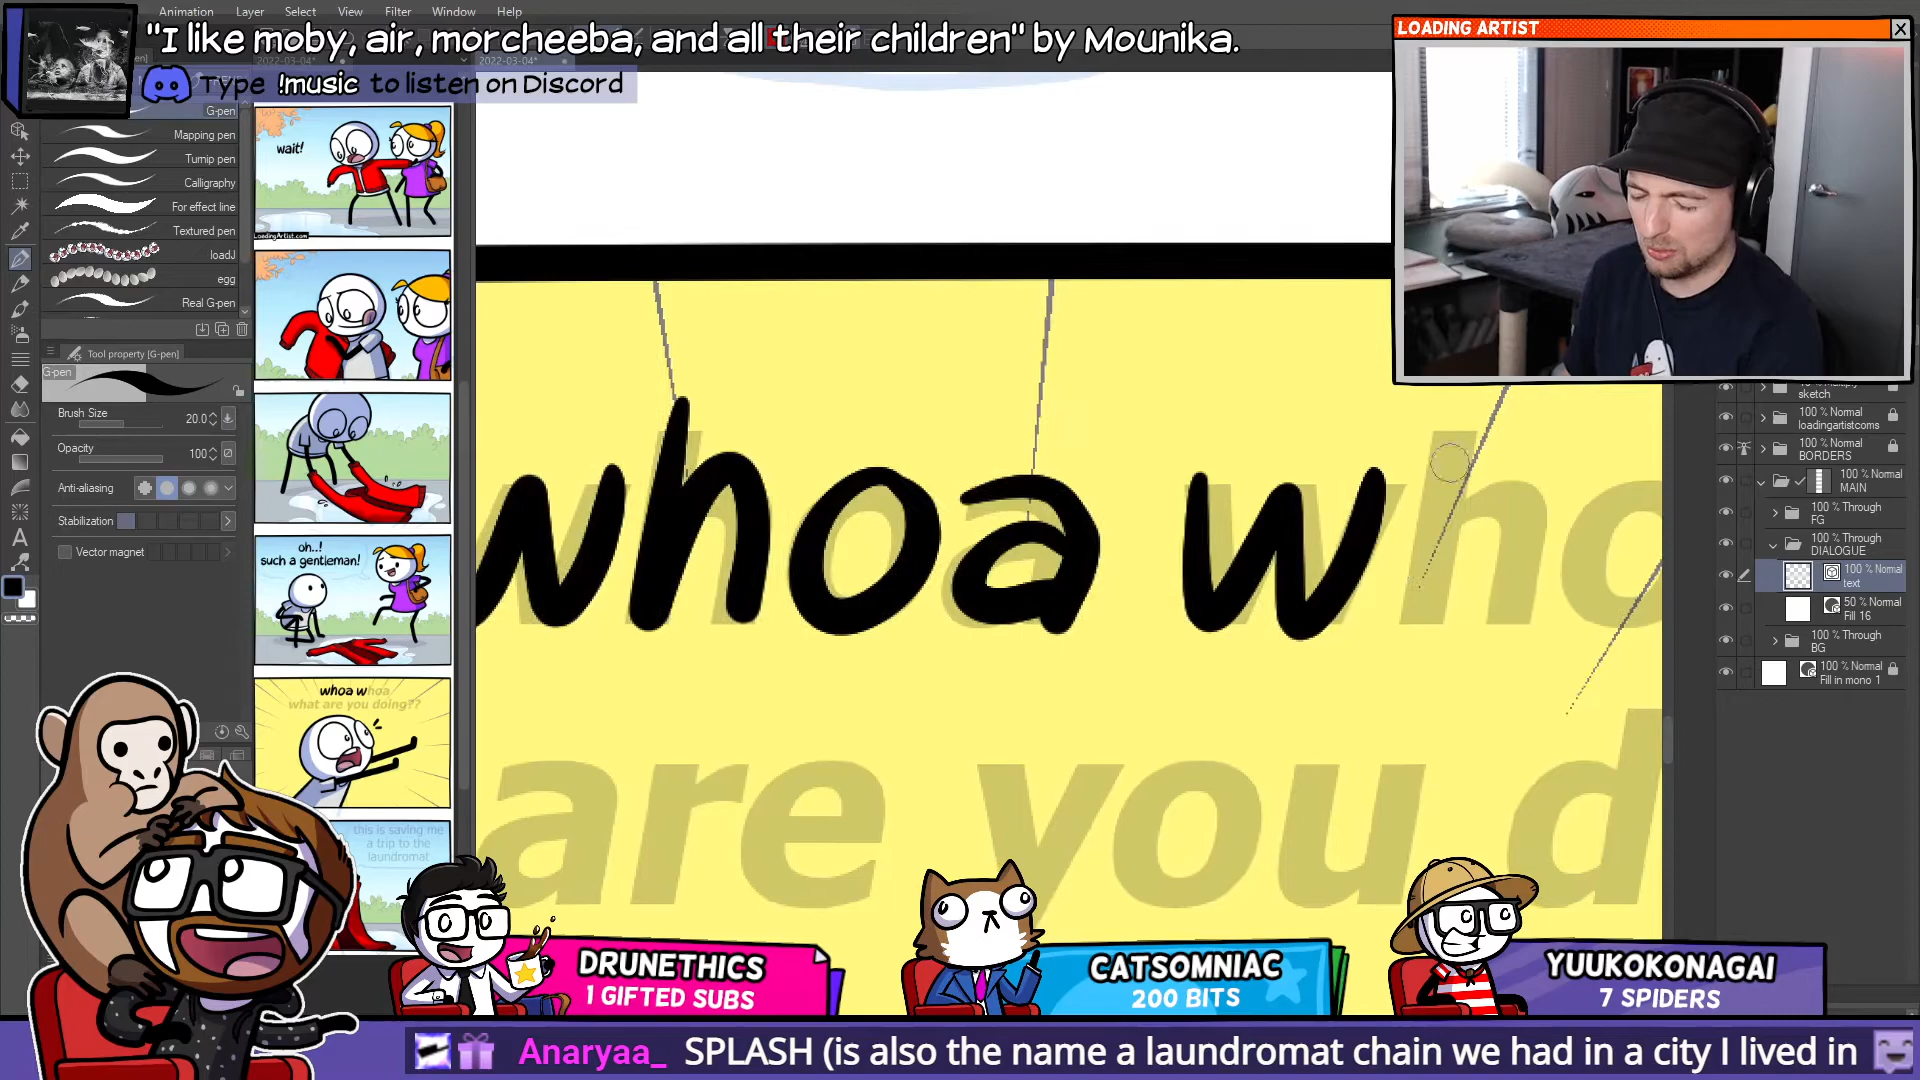 Animation Layer Select View Filter Window Help
"I like moby, air, morcheeba, and all their children" by Mounika.
Type !music to listen on Discord
2022-03-04*
G-pen
Mapping pen
Turnip pen
Calligraphy
For effect line
Textured pen
loadJ
egg
Real G-pen
Tool property [G-pen]
G-pen
Brush Size 20.0
Opacity 100
Anti-aliasing
Stabilization
Vector magnet
wait!
LoadingArtist.com
oh..!
such a gentleman!
whoa whoa
what are you doing??
this is saving me
a trip to the
laundromat
whoa w
who
are you d
LOADING ARTIST
sketch
100 % Normal
loadingartistcoms
100 % Normal
BORDERS
100 % Normal
MAIN
100 % Through
FG
100 % Through
DIALOGUE
100 % Normal
text
50 % Normal
Fill 16
100 % Through
BG
100 % Normal
Fill in mono 1
DRUNETHICS
1 GIFTED SUBS
CATSOMNIAC
200 BITS
YUUKOKONAGAI
7 SPIDERS
Anaryaa_ SPLASH (is also the name a laundromat chain we had in a city I lived in